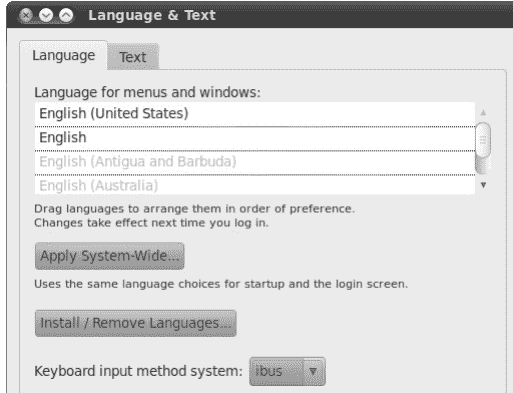 Language & Text
Language Text
Language for menus and windows:
English (United States)
English
English (Antigua and Barbuda)
English (Australia)
Drag languages to arrange them in order of preference.
Changes take effect next time you log in.
Apply System-Wide...
Uses the same language choices for startup and the login screen.
Install / Remove Languages...
Keyboard input method system: ibus